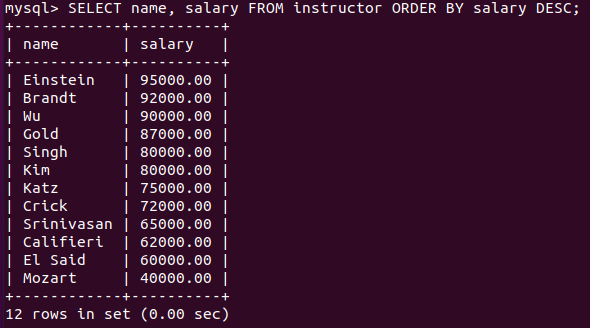 mysql> SELECT name, salary FROM instructor ORDER BY salary DESC;
+------------+----------+
| name       | salary   |
+------------+----------+
| Einstein   | 95000.00 |
| Brandt     | 92000.00 |
| Wu         | 90000.00 |
| Gold       | 87000.00 |
| Singh      | 80000.00 |
| Kim        | 80000.00 |
| Katz       | 75000.00 |
| Crick      | 72000.00 |
| Srinivasan | 65000.00 |
| Califieri  | 62000.00 |
| El Said    | 60000.00 |
| Mozart     | 40000.00 |
+------------+----------+
12 rows in set (0.00 sec)